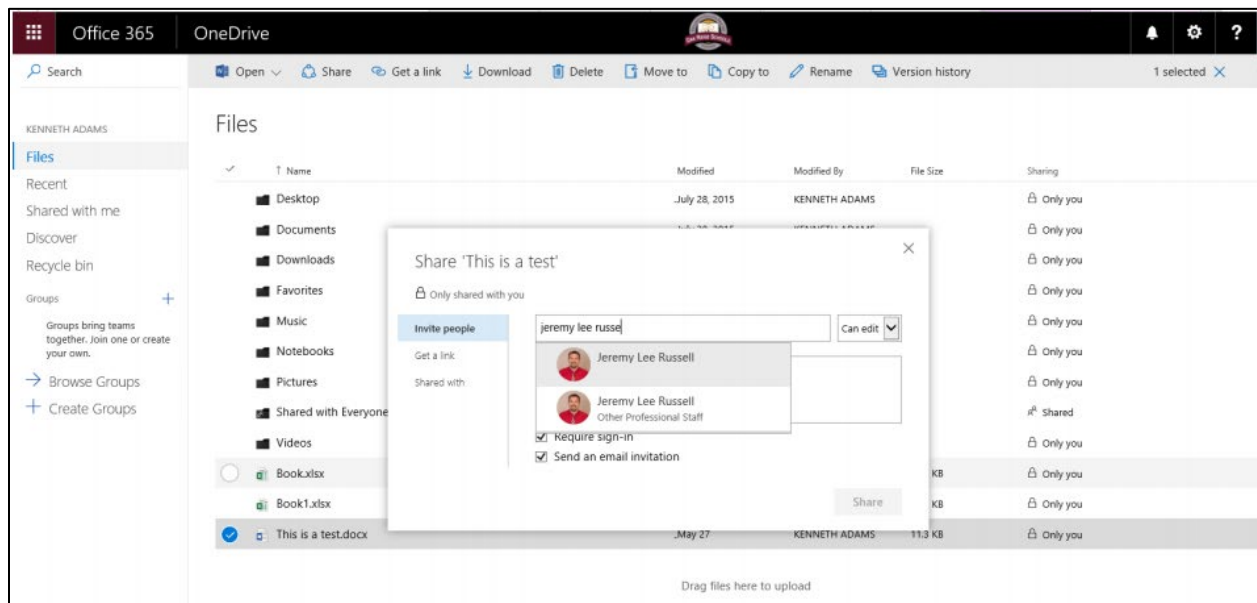 Office 365 OneDrive ?
Search Open Share Get a link Download Delete Move to Copy to Rename Version history 1 selected
KENNETH ADAMS
Files
Recent
Shared with me
Discover
Recycle bin
Groups +
Groups bring teams
together. Join one or create
your own.
Browse Groups
Create Groups
Files
Name Modified Modified By File Size Sharing
Desktop July 28, 2015 KENNETH ADAMS Only you
Documents Only you
Downloads Only you
Favorites Only you
Music Only you
Notebooks Only you
Pictures Only you
Shared with Everyone Shared
Videos Only you
Book.xlsx KB Only you
Book1.xlsx KB Only you
This is a test.docx May 27 KENNETH ADAMS 11.3 KB Only you
Drag files here to upload
Share 'This is a test'
Only shared with you
Invite people
Get a link
Shared with
jeremy lee russe Can edit
Jeremy Lee Russell
Jeremy Lee Russell
Other Professional Staff
Require sign-in
Send an email invitation
Share